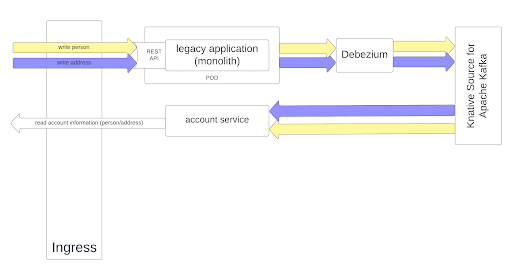 write person
write address
REST
API
legacy application
(monolith)
POD
Debezium
Knative Source for
Apache Kafka
read account information (person/address)
account service
Ingress